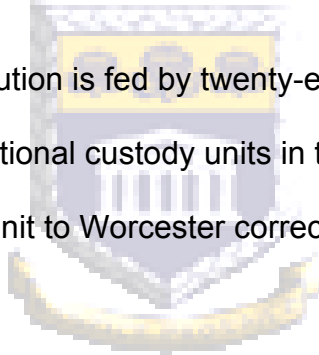 ution is fed by twenty-e
tional custody units in t
nit to Worcester correc